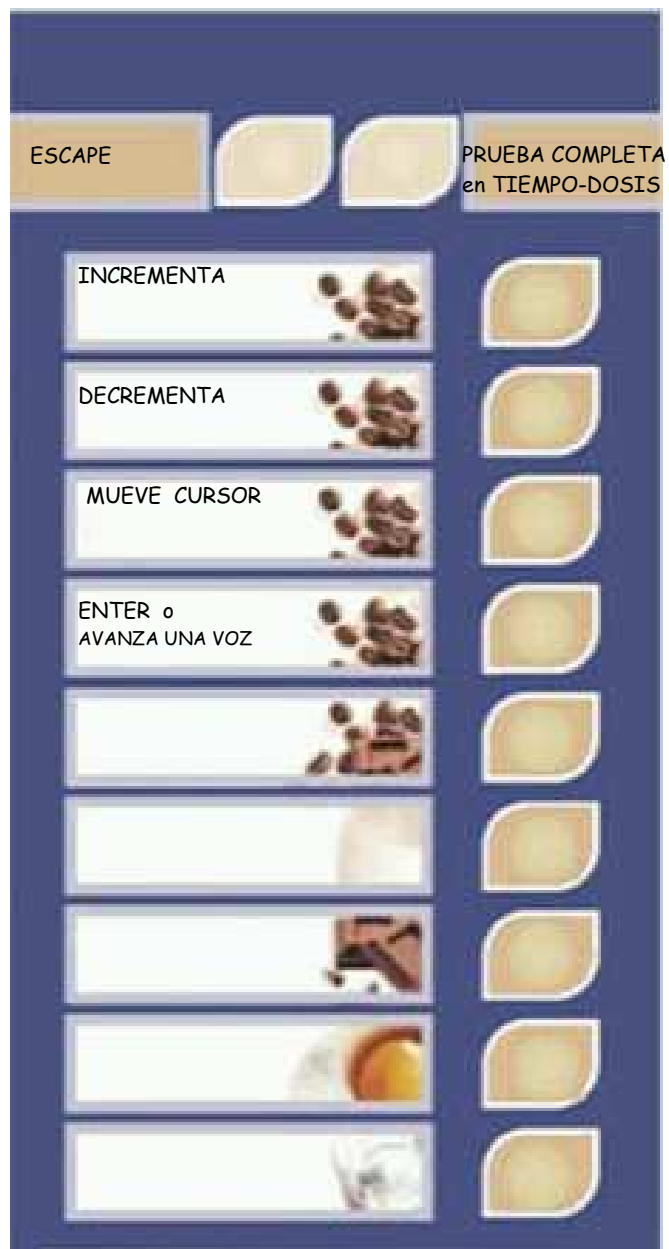 ESCAPE
PRUEBA COMPLETA
en TIEMPO-DOSIS
INCREMENTA
DECREMENTA
MUEVE CURSOR
ENTER o
AVANZA UNA VOZ